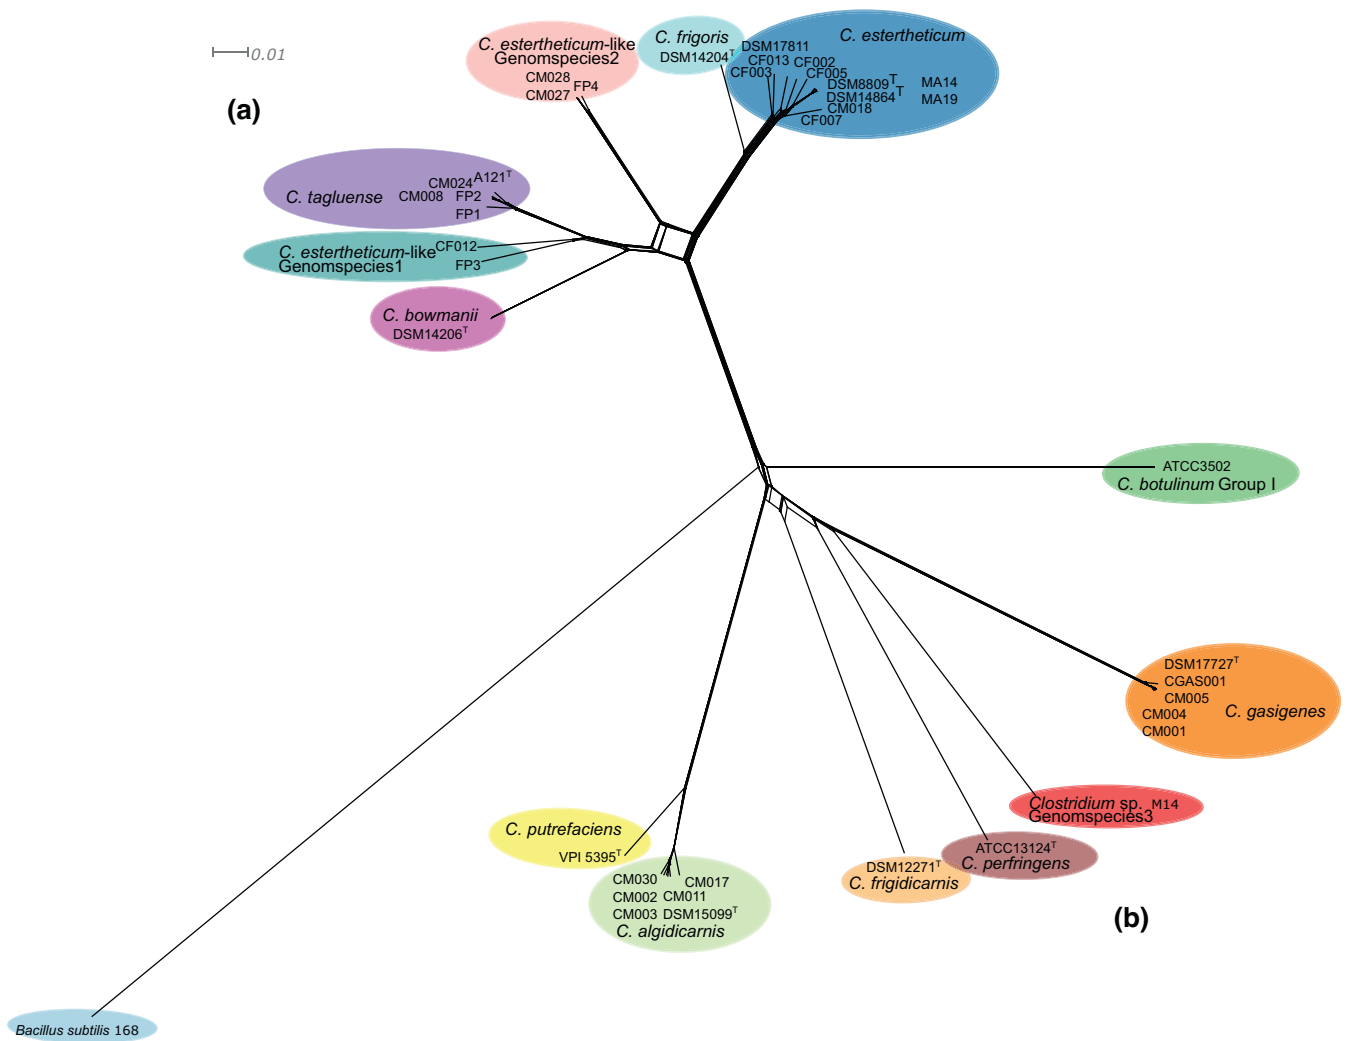 0.01
(a)
C. estertheticum-like
Genomspecies2
CM028
FP4
CM027
C. frigoris
DSM14204T
C. estertheticum
DSM17811
CF013
CF002
CF003
CF005
DSM8809T
MA14
DSM14864T
MA19
CM018
CF007
C. tagluense
CM024
A121T
CM008
FP2
FP1
C. estertheticum-like
CF012
Genomspecies1
FP3
C. bowmanii
DSM14206T
ATCC3502
C. botulinum Group I
DSM17727T
CGAS001
CM005
CM004
C. gasigenes
CM001
Clostridium sp. M14
Genomspecies3
ATCC13124T
C. perfringens
DSM12271T
C. frigidicarnis
(b)
C. putrefaciens
VPI 5395T
CM030
CM017
CM002
CM011
CM003
DSM15099T
C. algidicarnis
Bacillus subtilis 168